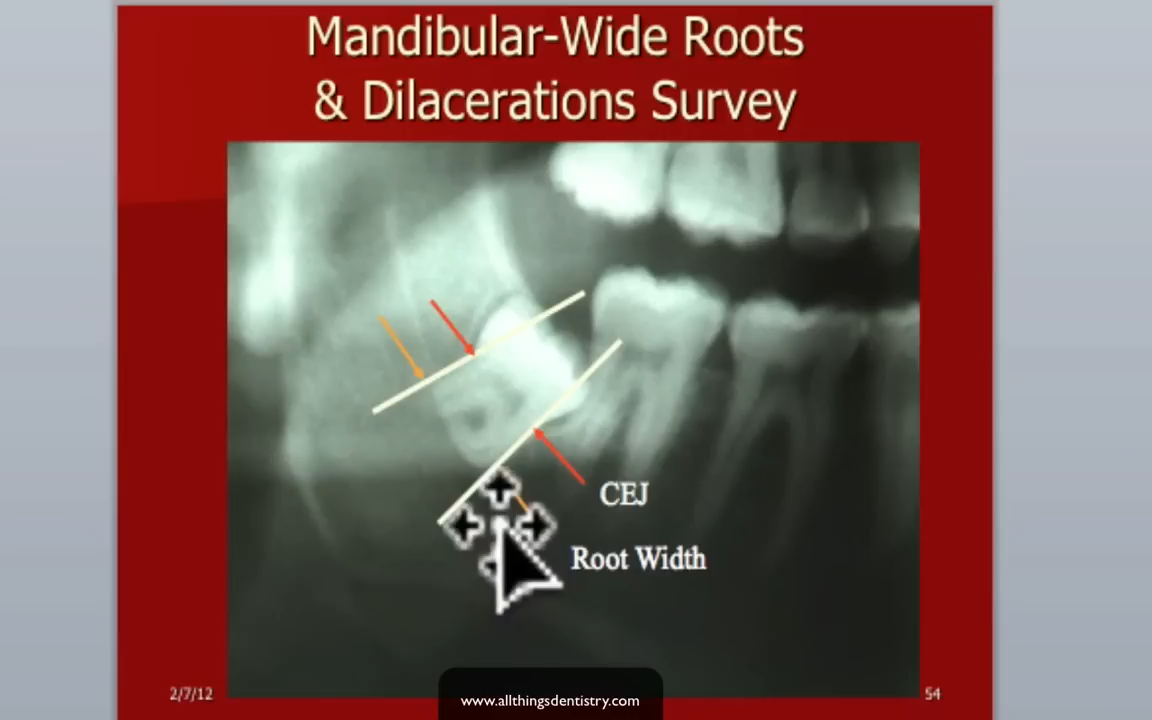 Mandibular-Wide Roots
& Dilacerations Survey
CEJ
Root Width
2/7/12
54
www.allthingsdentistry.com